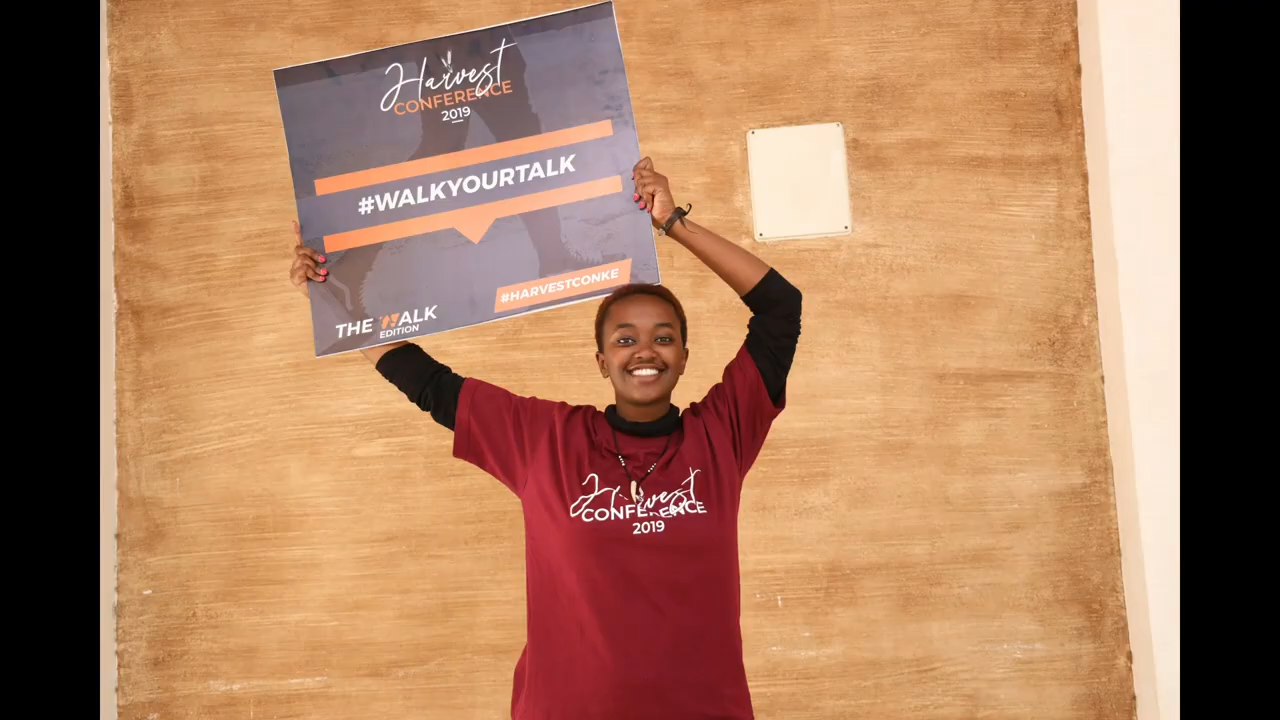 Harvest
CONFERENCE
2019
#WALKYOURTALK
#HARVESTCONKE
THE WALK
EDITION
Harvest
CONFERENCE
2019